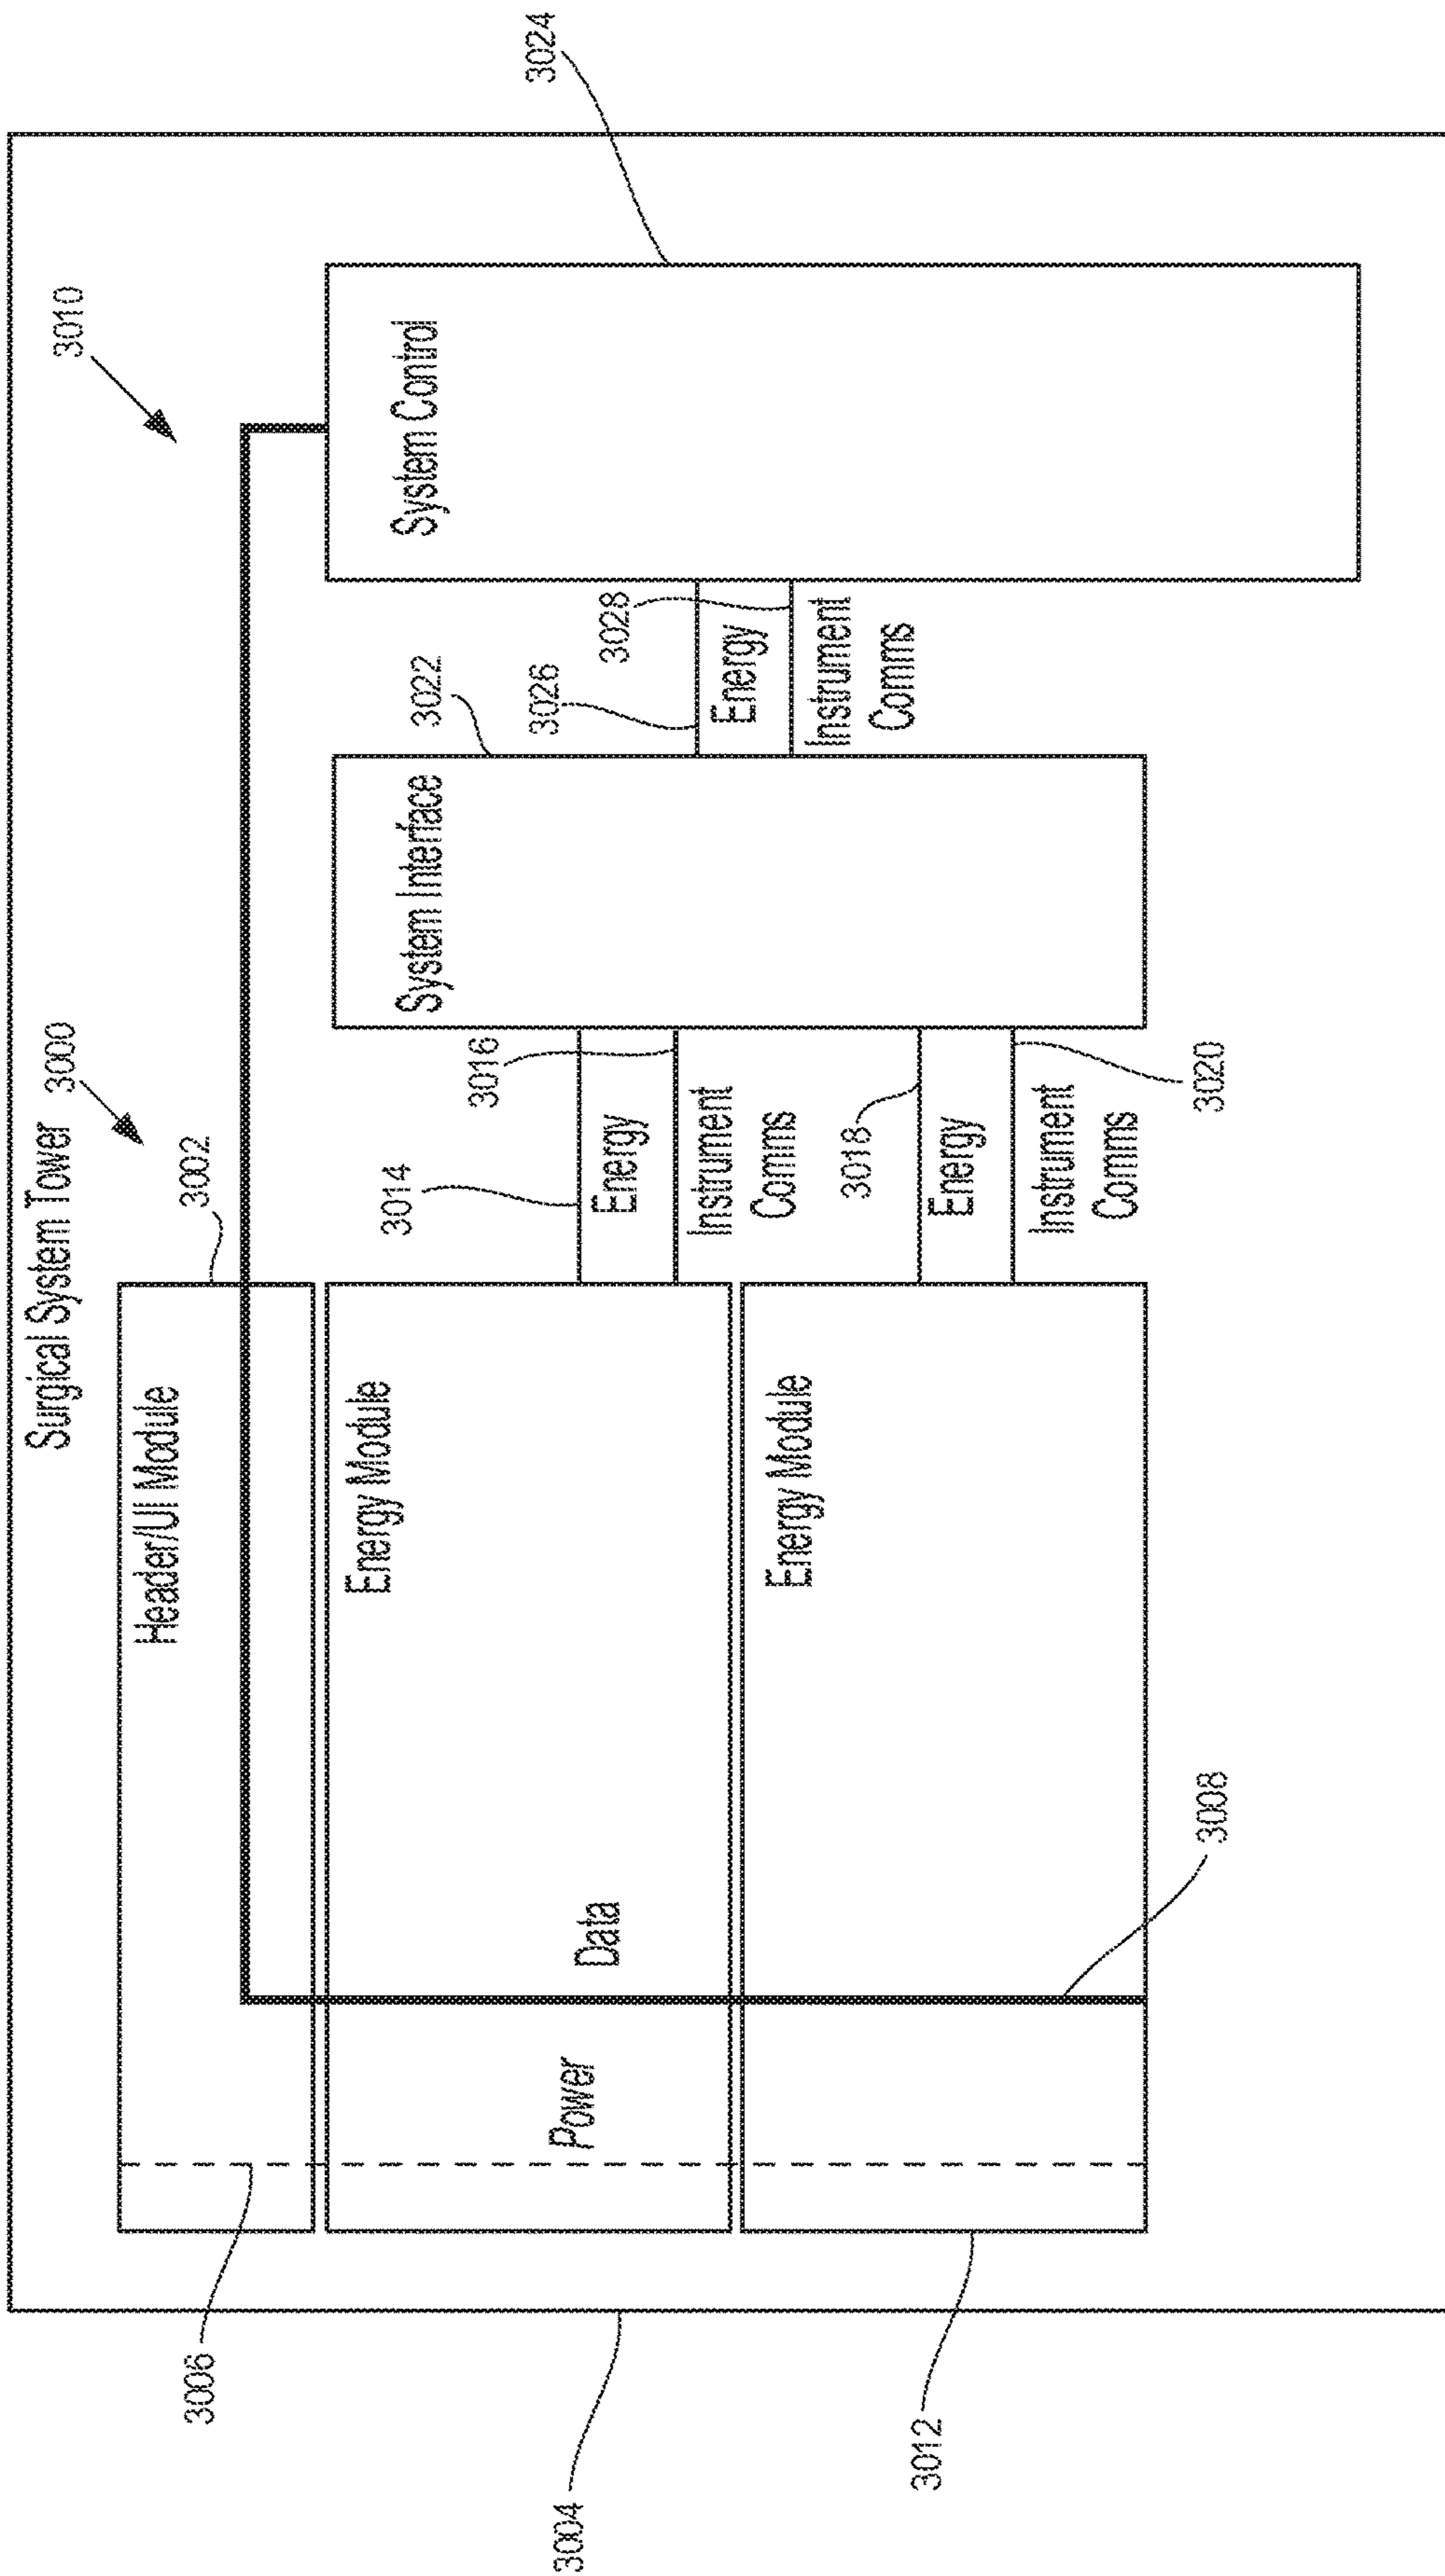 Surgical System Tower
3000
3010
3002
3024
Header/UI Module
3006
Energy Module
System Interface
System Control
3014
3022
3016
Energy
3026
Energy
3028
Instrument
Comms
Instrument
Comms
Power
Data
3004
Energy Module
3018
Energy
Instrument
Comms
3020
3012
3008